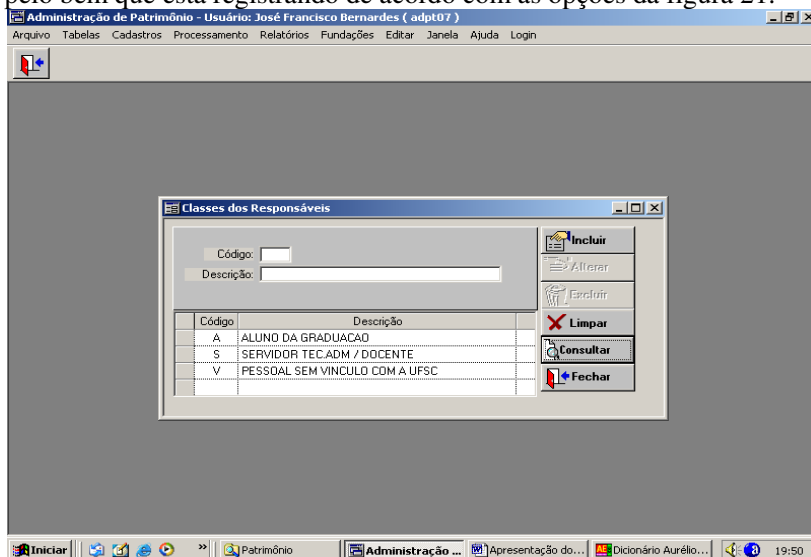 pelo bem que está registrando de acordo com as opções da figura 21.
Administração de Patrimônio - Usuário: José Francisco Bernardes ( adpt07 )
Arquivo Tabelas Cadastros Processamento Relatórios Fundações Editar Janela Ajuda Login
Classes dos Responsáveis
Código:
Descrição:
Incluir
Alterar
Excluir
Limpar
Consultar
Fechar
Código Descrição
A ALUNO DA GRADUACAO
S SERVIDOR TEC.ADM / DOCENTE
V PESSOAL SEM VINCULO COM A UFSC
Iniciar » Patrimônio Administração ... Apresentação do... Dicionário Aurélio... 19:50